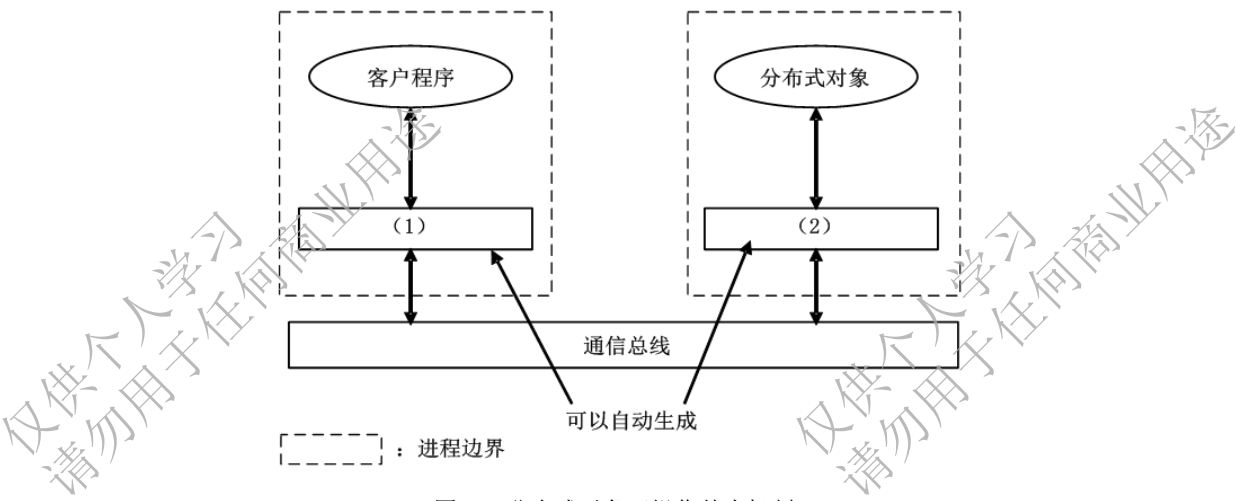 客户程序
分布式对象
(1)
(2)
通信总线
可以自动生成
：进程边界
仅供个人学习
请勿用于任何商业用途
仅供个人学习
请勿用于任何商业用途